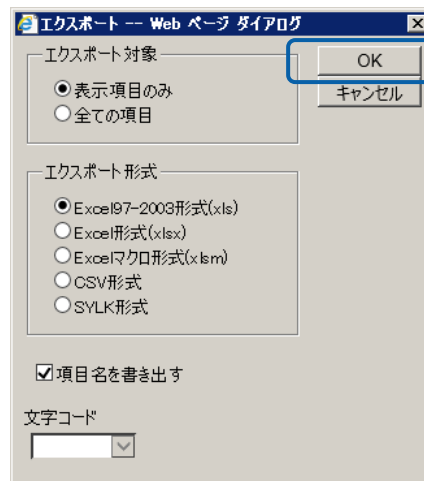 エクスポート -- Web ページ ダイアログ
エクスポート対象
OK
表示項目のみ
キャンセル
全ての項目
エクスポート形式
Excel97-2003形式(xls)
Excel形式(xlsx)
Excelマクロ形式(xlsm)
CSV形式
SYLK形式
項目名を書き出す
文字コード